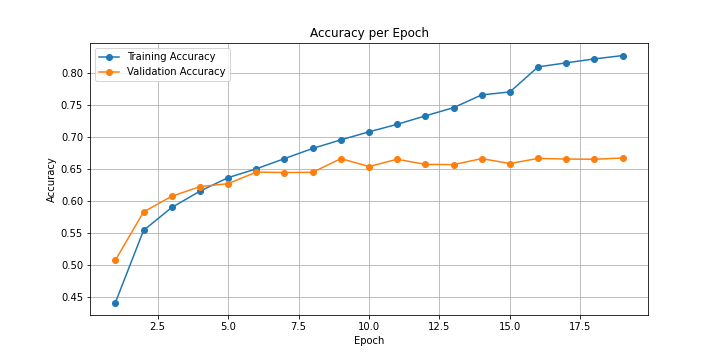 Accuracy per Epoch
Training Accuracy
Validation Accuracy
0.80
0.75
0.70
0.65
0.60
0.55
0.50
0.45
Accuracy
2.5 5.0 7.5 10.0 12.5 15.0 17.5
Epoch